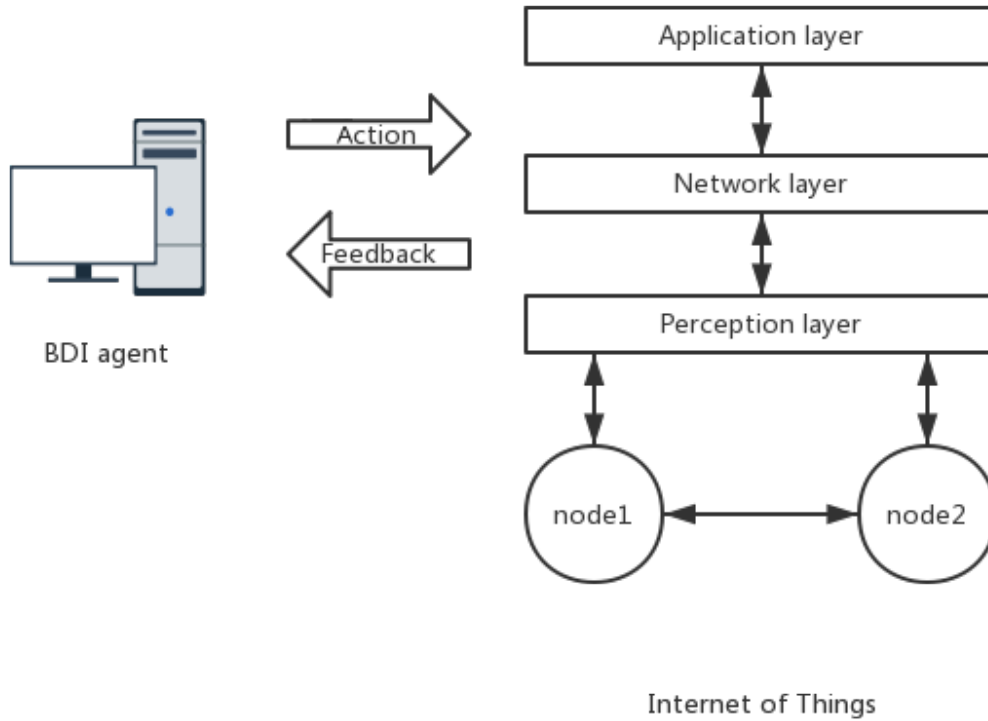 Application layer
Action
Network layer
Feedback
Perception layer
BDI agent
node1
node2
Internet of Things